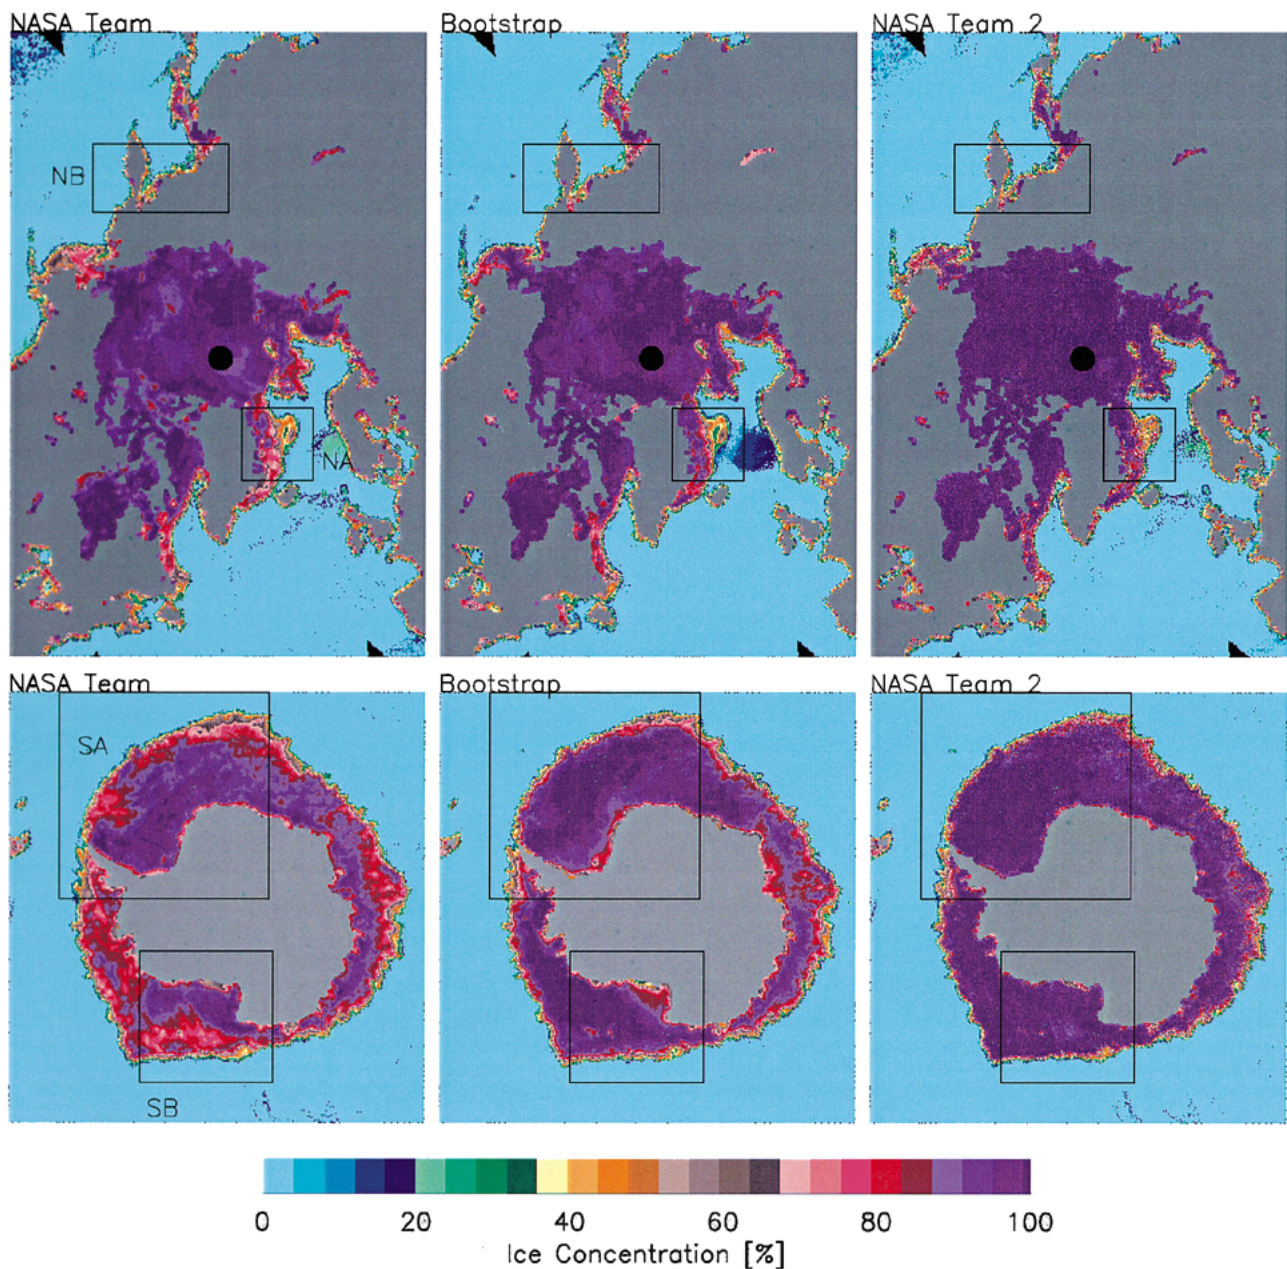 NASA Team Bootstrap NASA Team 2
NB
NA
NASA Team Bootstrap NASA Team 2
SA
SB
0 20 40 60 80 100
Ice Concentration [%]